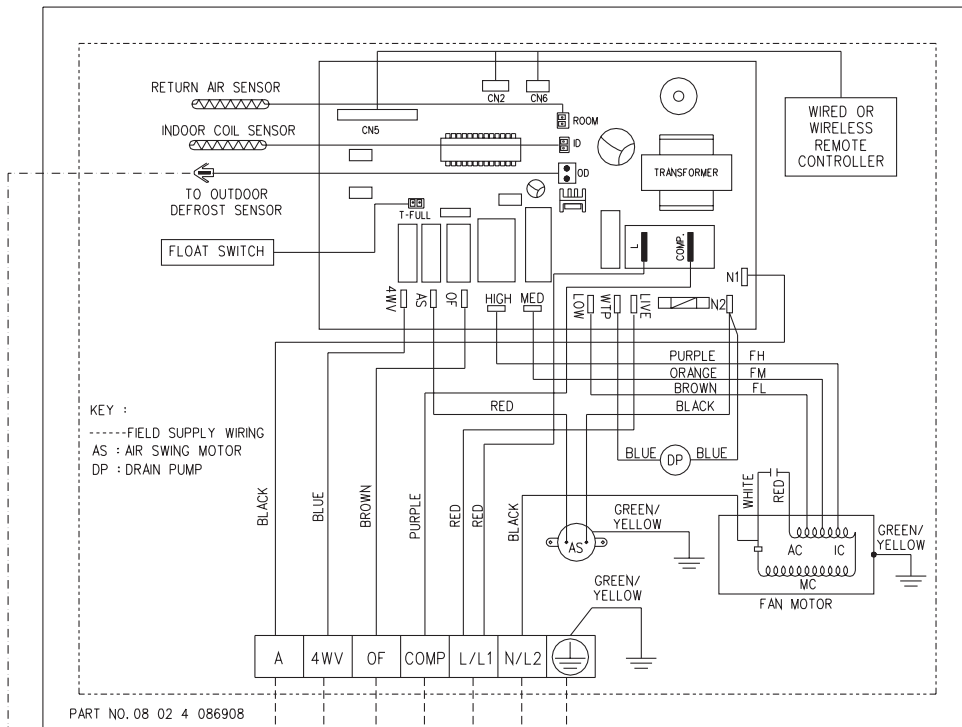 RETURN AIR SENSOR
INDOOR COIL SENSOR
TO OUTDOOR
DEFROST SENSOR
FLOAT SWITCH
CN5
CN2
CN6
ROOM
ID
OD
T-FULL
TRANSFORMER
WIRED OR
WIRELESS
REMOTE
CONTROLLER
L
COMP.
N1
4WV
AS
OF
HIGH
MED
LOW
WTP
LIVE
N2
PURPLE FH
ORANGE FM
BROWN FL
RED
BLACK
KEY :
------FIELD SUPPLY WIRING
AS : AIR SWING MOTOR
DP : DRAIN PUMP
BLUE
DP
BLUE
BLACK
BLUE
BROWN
PURPLE
RED
RED
BLACK
WHITE
RED
GREEN/
YELLOW
AS
GREEN/
YELLOW
AC
IC
MC
FAN MOTOR
GREEN/
YELLOW
A
4WV
OF
COMP
L/L1
N/L2
PART NO. 08 02 4 086908